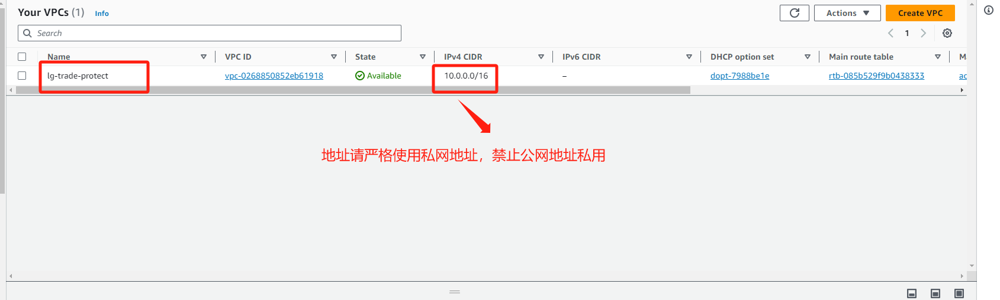 Your VPCs (1) Info
Actions
Create VPC
Search
1
Name VPC ID State IPv4 CIDR IPv6 CIDR DHCP option set Main route table
lg-trade-protect vpc-0268850852eb61918 Available 10.0.0.0/16 – dopt-7988be1e rtb-085b529f9b0438333
地址请严格使用私网地址，禁止公网地址私用